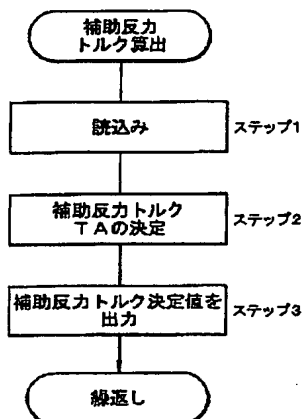 補助反力
トルク算出
読込み
ステップ1
補助反力トルク
TAの決定
ステップ2
補助反力トルク決定値を
出力
ステップ3
繰返し